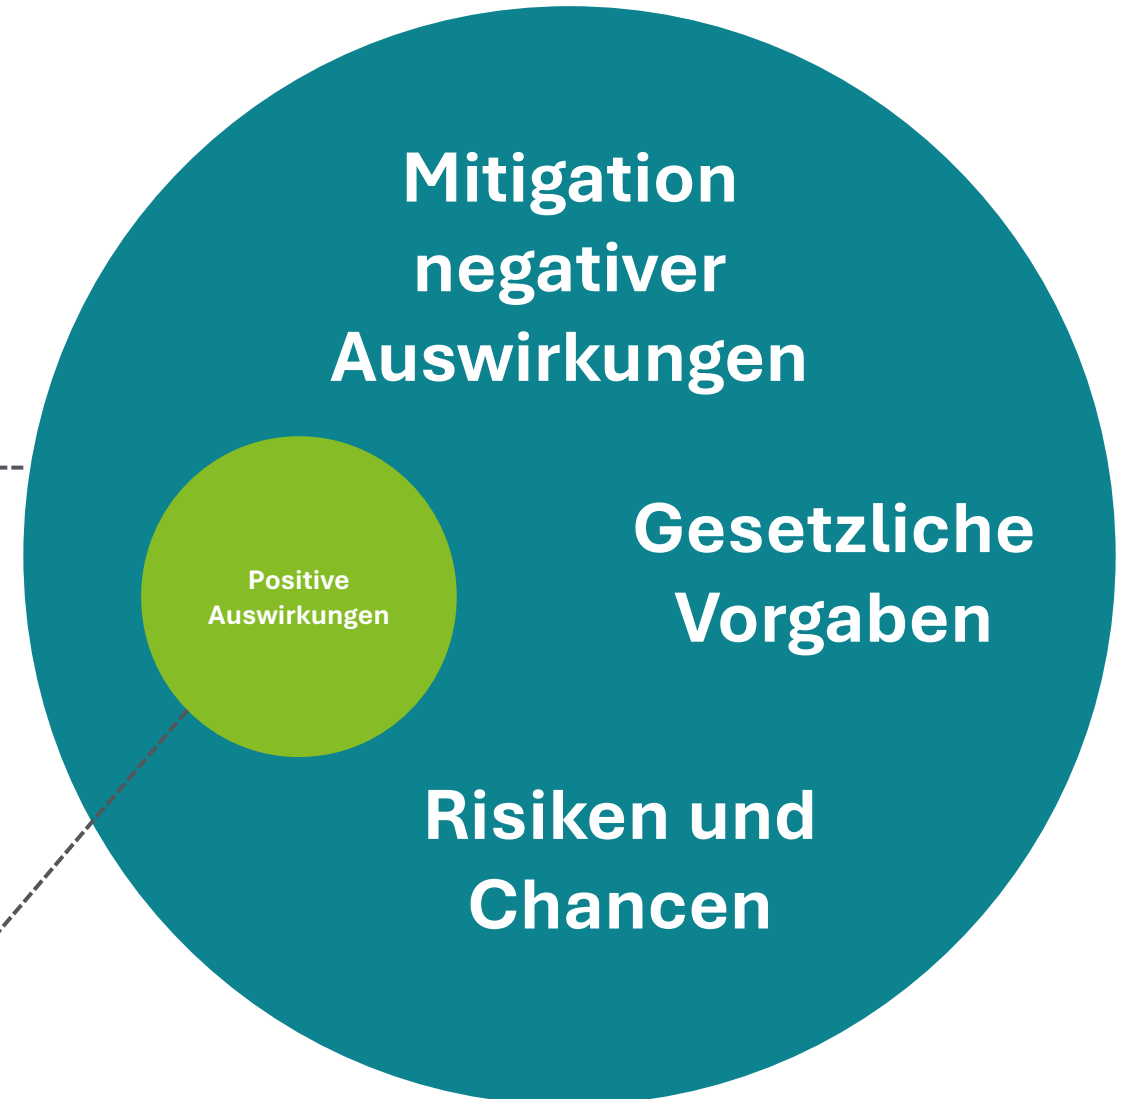 Mitigation
negativer
Auswirkungen
Gesetzliche
Vorgaben
Positive
Auswirkungen
Risiken und
Chancen